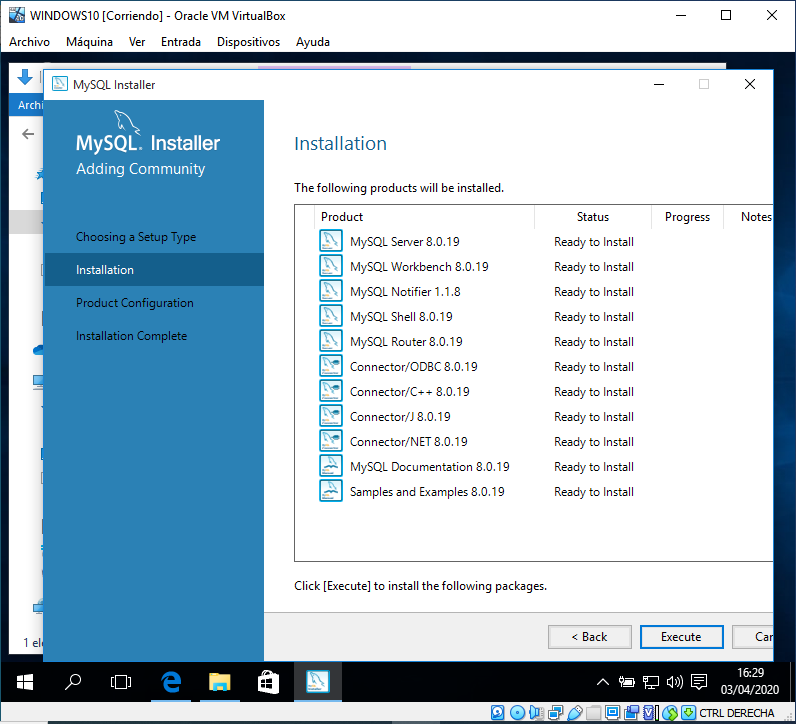 WINDOWS10 [Corriendo] - Oracle VM VirtualBox
Archivo Máquina Ver Entrada Dispositivos Ayuda
MySQL Installer
Archi
MySQL. Installer
Adding Community
Choosing a Setup Type
Installation
Product Configuration
Installation Complete
Installation
The following products will be installed.
Product Status Progress Notes
MySQL Server 8.0.19 Ready to Install
MySQL Workbench 8.0.19 Ready to Install
MySQL Notifier 1.1.8 Ready to Install
MySQL Shell 8.0.19 Ready to Install
MySQL Router 8.0.19 Ready to Install
Connector/ODBC 8.0.19 Ready to Install
Connector/C++ 8.0.19 Ready to Install
Connector/J 8.0.19 Ready to Install
Connector/NET 8.0.19 Ready to Install
MySQL Documentation 8.0.19 Ready to Install
Samples and Examples 8.0.19 Ready to Install
Click [Execute] to install the following packages.
< Back Execute Car
1 ele
16:29
03/04/2020
CTRL DERECHA